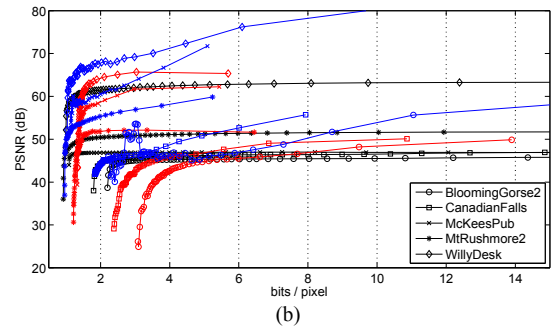 80
70
60
50
40
30
20
PSNR (dB)
2 4 6 8 10 12 14
bits / pixel
BloomingGorse2
CanadianFalls
McKeesPub
MtRushmore2
WillyDesk
(b)